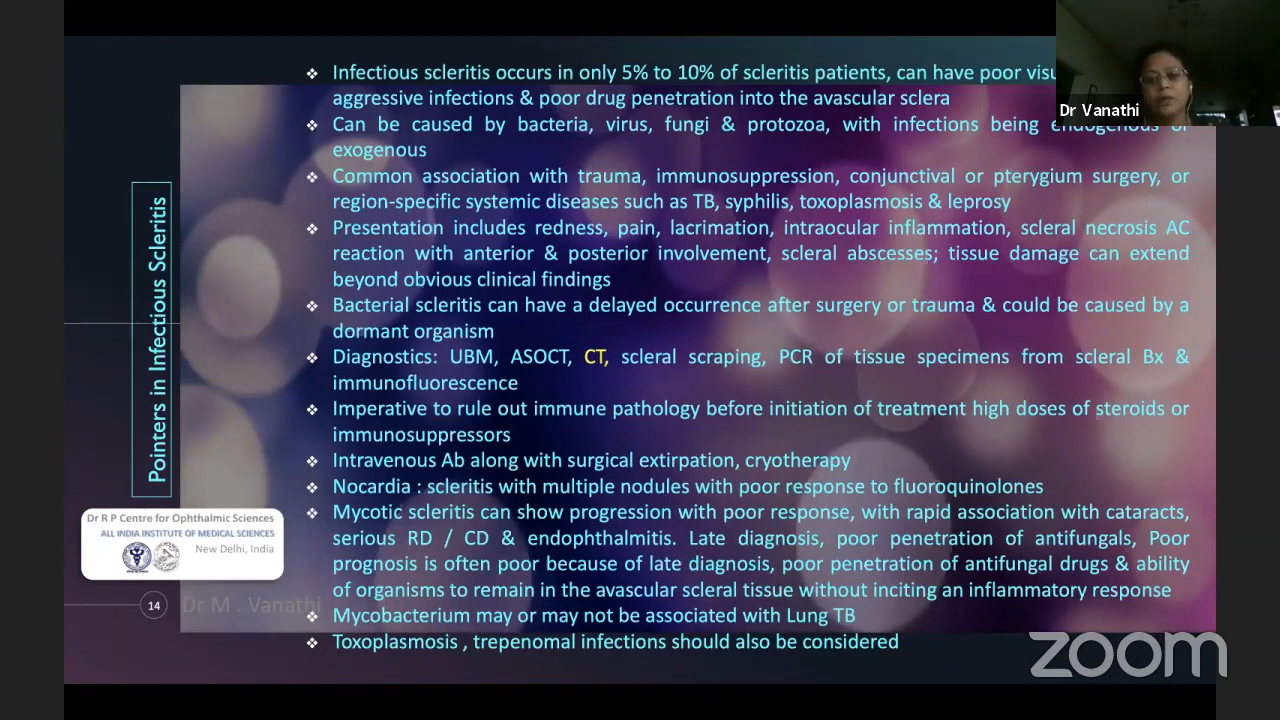 Infectious scleritis occurs in only 5% to 10% of scleritis patients, can have poor
aggressive infections & poor drug penetration into the avascular sclera
Can be caused by bacteria, virus, fungi & protozoa, with infections being endogenous or
exogenous
Common association with trauma, immunosuppression, conjunctival or pterygium surgery, or
region-specific systemic diseases such as TB, syphilis, toxoplasmosis & leprosy
Presentation includes redness, pain, lacrimation, intraocular inflammation, scleral necrosis AC
reaction with anterior & posterior involvement, scleral abscesses; tissue damage can extend
beyond obvious clinical findings
Bacterial scleritis can have a delayed occurrence after surgery or trauma & could be caused by a
dormant organism
Diagnostics: UBM, ASOCT, CT, scleral scraping, PCR of tissue specimens from scleral Bx &
immunofluorescence
Imperative to rule out immune pathology before initiation of treatment high doses of steroids or
immunosuppressors
Intravenous Ab along with surgical extirpation, cryotherapy
Nocardia : scleritis with multiple nodules with poor response to fluoroquinolones
Mycotic scleritis can show progression with poor response, with rapid association with cataracts,
serious RD / CD & endophthalmitis. Late diagnosis, poor penetration of antifungals, Poor
prognosis is often poor because of late diagnosis, poor penetration of antifungal drugs & ability
of organisms to remain in the avascular scleral tissue without inciting an inflammatory response
Mycobacterium may or may not be associated with Lung TB
Toxoplasmosis , trepenomal infections should also be considered
Pointers in Infectious Scleritis
Dr R P Centre for Ophthalmic Sciences
ALL INDIA INSTITUTE OF MEDICAL SCIENCES
New Delhi, India
14
Dr M . Vanathi
Dr Vanathi
zoom